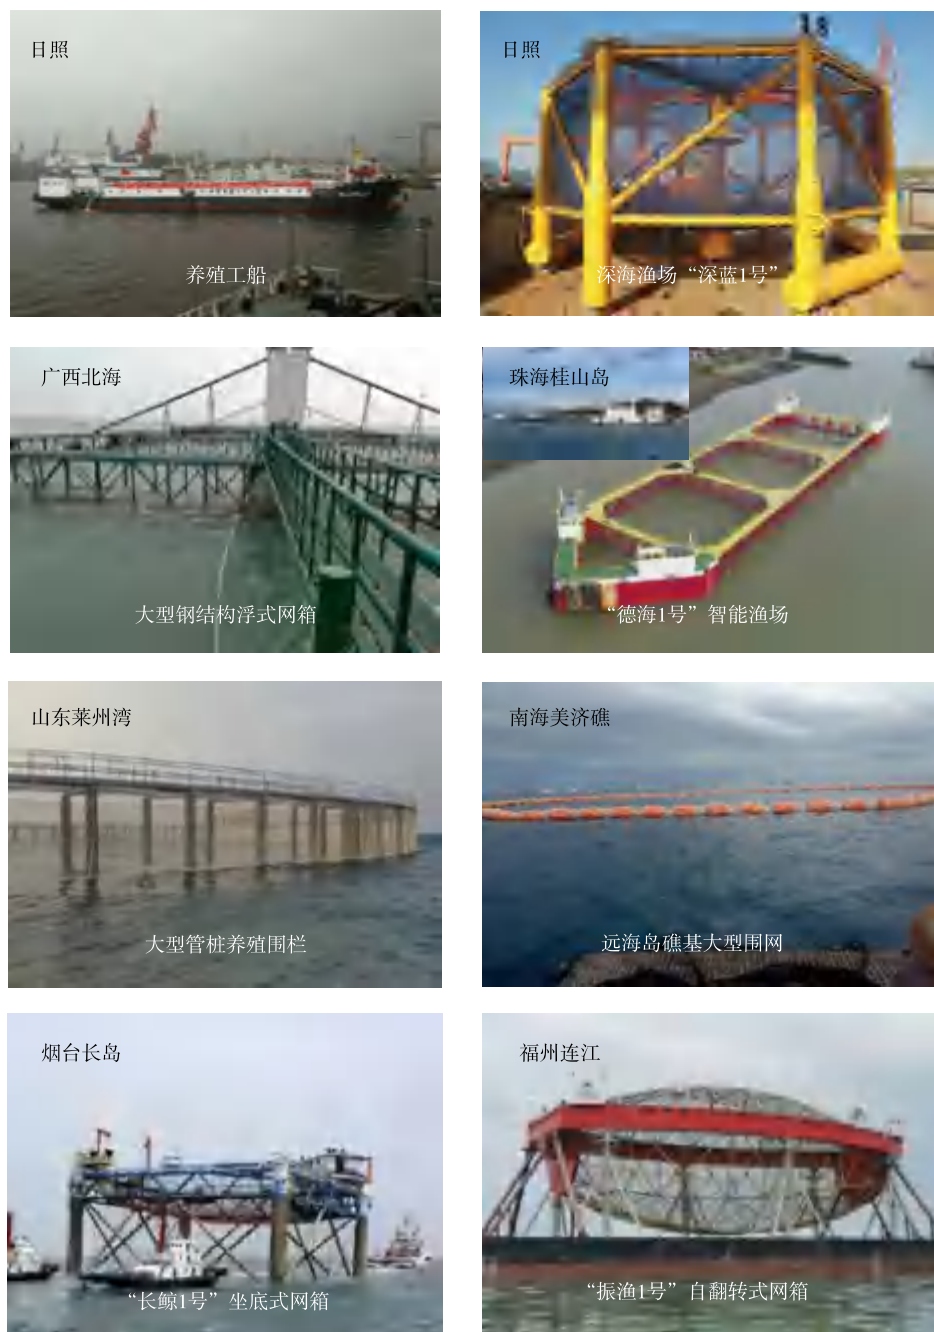 日照
养殖工船
日照
深海渔场“深蓝1号”
广西北海
大型钢结构浮式网箱
珠海桂山岛
“德海1号”智能渔场
山东莱州湾
大型管桩养殖围栏
南海美济礁
远海岛礁基大型围网
烟台长岛
“长鲸1号”坐底式网箱
福州连江
“振渔1号”自翻转式网箱